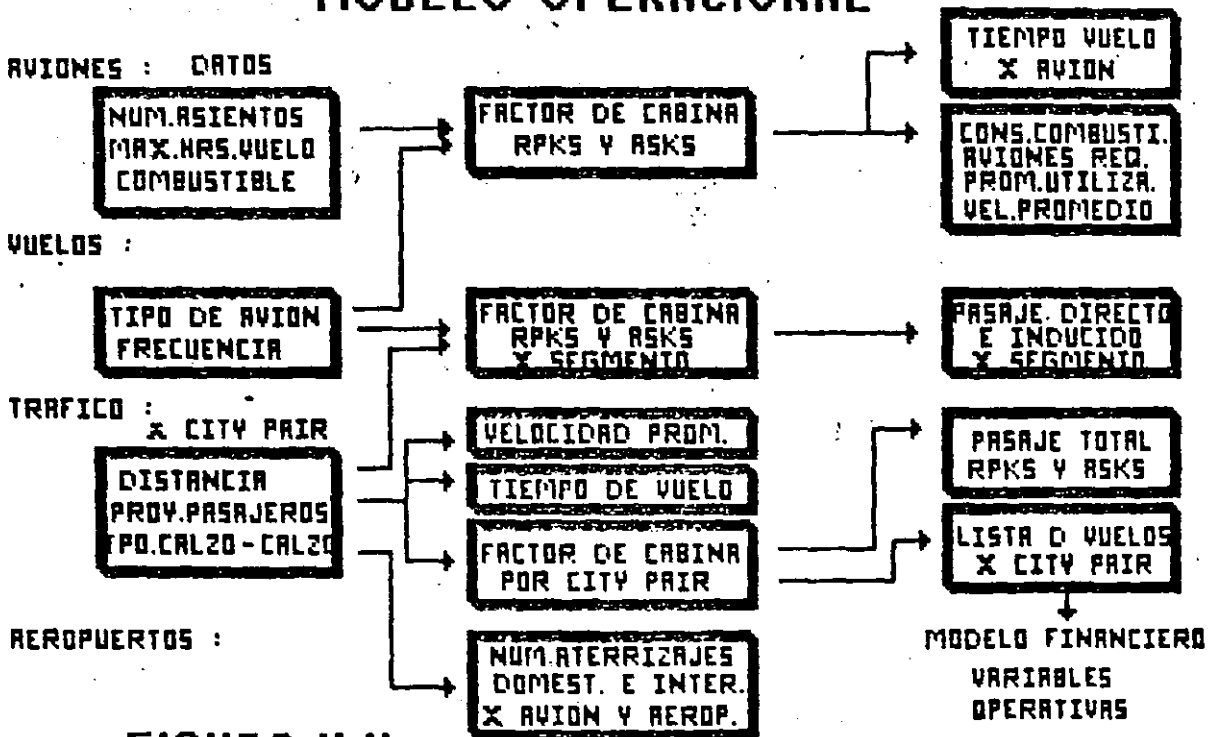 MODELO OPERACIONAL
AVIONES : DATOS
NUM.ASIENTOS
MAX.HRS.VUELO
COMBUSTIBLE
FACTOR DE CABINA
RPKS Y ASKS
TIEMPO VUELO
X AVION
CONS.COMBUSTI.
AVIONES REQ.
PROM.UTILIZA.
VEL.PROMEDIO
VUELOS :
TIPO DE AVION
FRECUENCIA
FACTOR DE CABINA
RPKS Y ASKS
X SEGMENTO
PASAJE DIRECTO
E INDUCIDO
X SEGMENTO
TRAFICO :
X CITY PAIR
DISTANCIA
PROY.PASAJEROS
TPO.CALZO-CALZO
VELOCIDAD PROM.
TIEMPO DE VUELO
FACTOR DE CABINA
POR CITY PAIR
PASAJE TOTAL
RPKS Y ASKS
LISTA D VUELOS
X CITY PAIR
AEROPUERTOS :
NUM.ATERRIZAJES
DOMEST. E INTER.
X AVION Y AEROP.
MODELO FINANCIERO
VARIABLES
OPERATIVAS